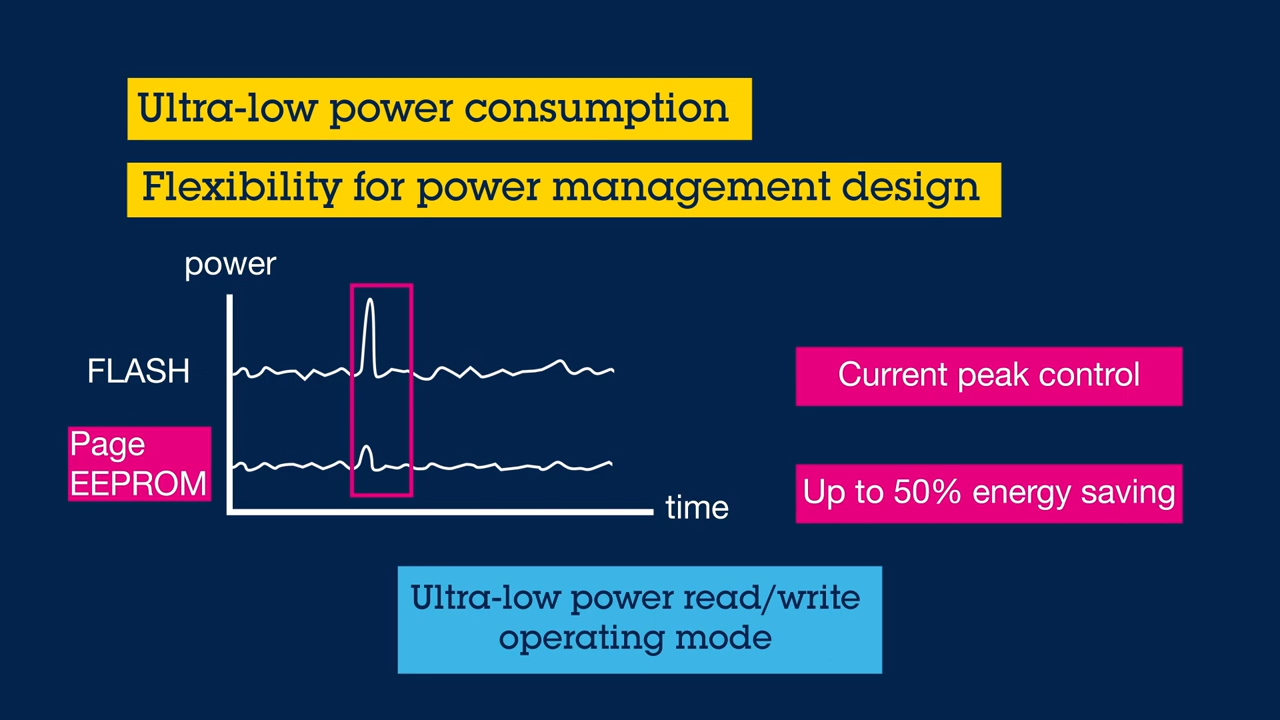 Ultra-low power consumption
Flexibility for power management design
power
FLASH
Page
EEPROM
time
Current peak control
Up to 50% energy saving
Ultra-low power read/write
operating mode